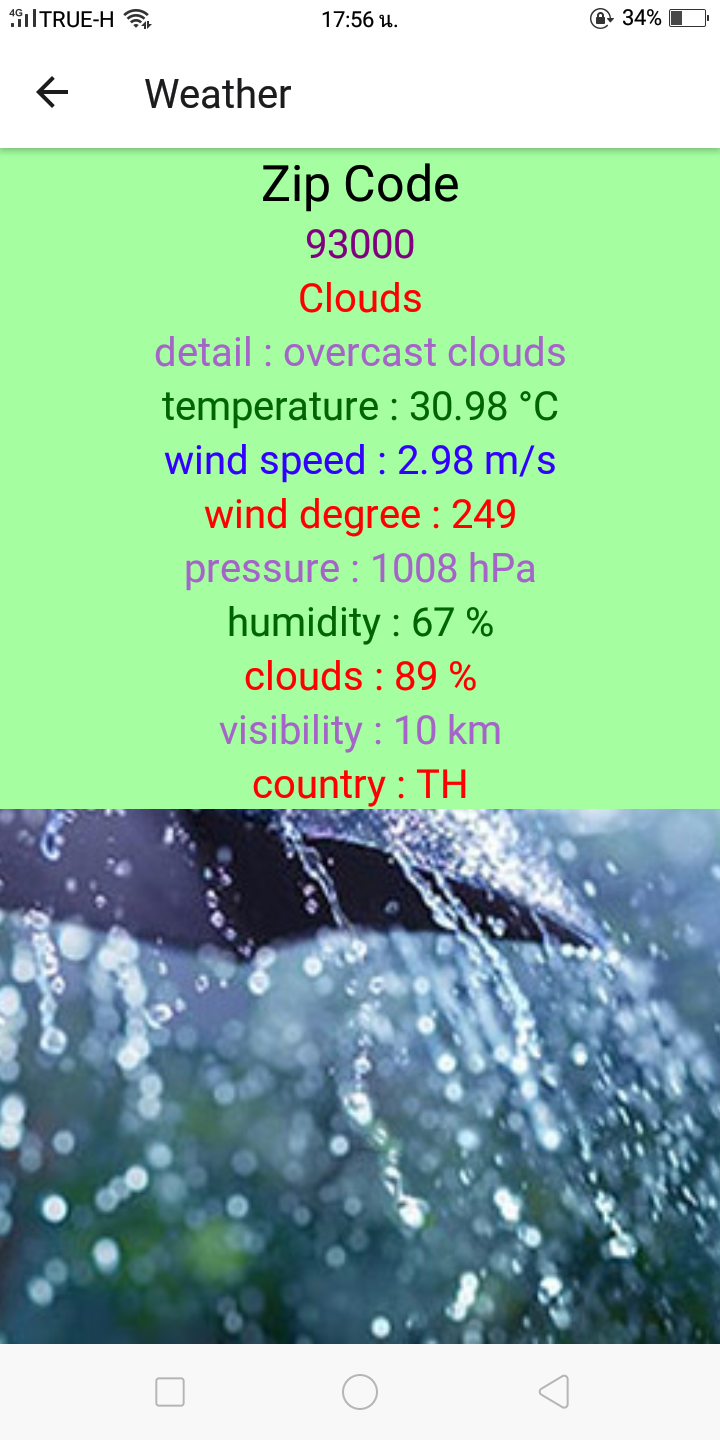 4G TRUE-H 17:56 น. 34%
Weather
Zip Code
93000
Clouds
detail : overcast clouds
temperature : 30.98 °C
wind speed : 2.98 m/s
wind degree : 249
pressure : 1008 hPa
humidity : 67 %
clouds : 89 %
visibility : 10 km
country : TH